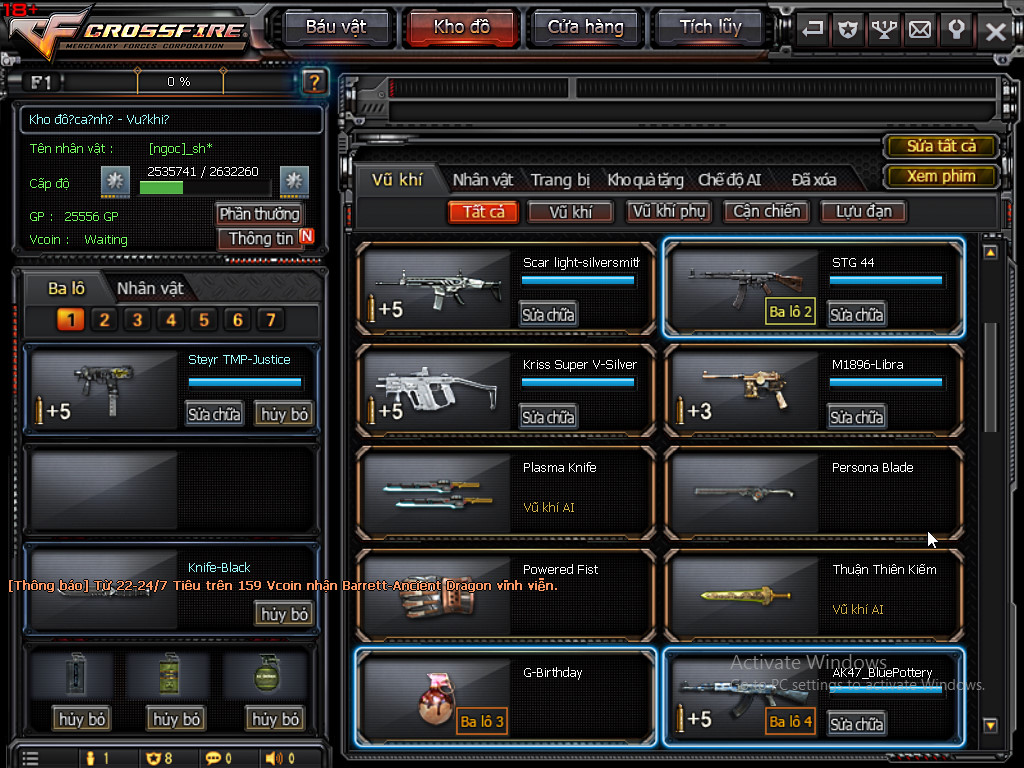 18+
CROSSFIRE
MERCENARY FORCES CORPORATION
Báu vật
Kho đồ
Cửa hàng
Tích lũy
F1
0 %
?
Kho đô?ca?nh? - Vu?khi?
Tên nhân vật : [ngoc]_sh*
Cấp độ
2535741 / 2632260
GP : 25556 GP
Phần thưởng
Vcoin : Waiting
Thông tin N
Sửa tất cả
Xem phim
Vũ khí
Nhân vật
Trang bị
Kho quà tặng
Chế độ AI
Đã xóa
Tất cả
Vũ khí
Vũ khí phụ
Cận chiến
Lựu đạn
Ba lô
Nhân vật
1 2 3 4 5 6 7
Steyr TMP-Justice
+5
Sửa chữa
hủy bỏ
Knife-Black
hủy bỏ
[Thông báo] Từ 22-24/7 Tiêu trên 159 Vcoin nhận Barrett-Ancient Dragon vĩnh viễn.
hủy bỏ
hủy bỏ
hủy bỏ
1
8
0
0
Scar light-silversmith
+5
Sửa chữa
STG 44
Ba lô 2
Sửa chữa
Kriss Super V-Silver
+5
Sửa chữa
M1896-Libra
+3
Sửa chữa
Plasma Knife
Vũ khí AI
Persona Blade
Powered Fist
Thuận Thiên Kiếm
Vũ khí AI
G-Birthday
Ba lô 3
AK47_BluePottery
+5
Ba lô 4
Sửa chữa
Activate Windows
Go to PC settings to activate Windows.